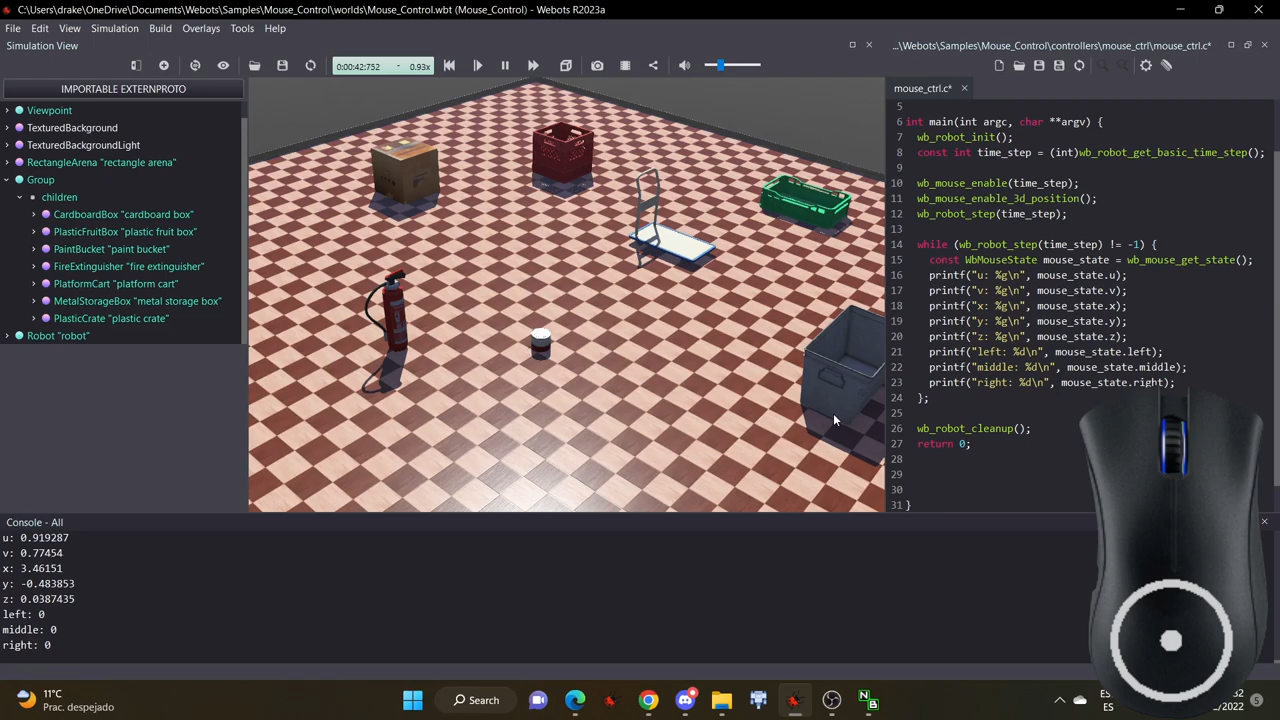 C:\Users\drake\OneDrive\Documents\Webots\Samples\Mouse_Control\worlds\Mouse_Control.wbt (Mouse_Control) - Webots R2023a
File Edit View Simulation Build Overlays Tools Help
Simulation View
...\Webots\Samples\Mouse_Control\controllers\mouse_ctrl\mouse_ctrl.c*
0:00:42:752 - 0.93x
IMPORTABLE EXTERNPROTO
Viewpoint
TexturedBackground
TexturedBackgroundLight
RectangleArena "rectangle arena"
Group
children
CardboardBox "cardboard box"
PlasticFruitBox "plastic fruit box"
PaintBucket "paint bucket"
FireExtinguisher "fire extinguisher"
PlatformCart "platform cart"
MetalStorageBox "metal storage box"
PlasticCrate "plastic crate"
Robot "robot"
mouse_ctrl.c*
5
6 int main(int argc, char **argv) {
7 wb_robot_init();
8 const int time_step = (int)wb_robot_get_basic_time_step();
9
10 wb_mouse_enable(time_step);
11 wb_mouse_enable_3d_position();
12 wb_robot_step(time_step);
13
14 while (wb_robot_step(time_step) != -1) {
15 const WbMouseState mouse_state = wb_mouse_get_state();
16 printf("u: %g\n", mouse_state.u);
17 printf("v: %g\n", mouse_state.v);
18 printf("x: %g\n", mouse_state.x);
19 printf("y: %g\n", mouse_state.y);
20 printf("z: %g\n", mouse_state.z);
21 printf("left: %d\n", mouse_state.left);
22 printf("middle: %d\n", mouse_state.middle);
23 printf("right: %d\n", mouse_state.right);
24 };
25
26 wb_robot_cleanup();
27 return 0;
28
29
30
31 }
Console - All
u: 0.919287
v: 0.77454
x: 3.46151
y: -0.483853
z: 0.0387435
left: 0
middle: 0
right: 0
11°C
Prac. despejado
Search
ES
ES
32
/2022
5